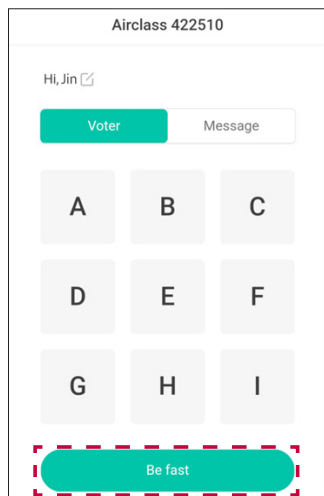 Airclass 422510
Hi, Jin
Voter Message
A B C
D E F
G H I
Be fast